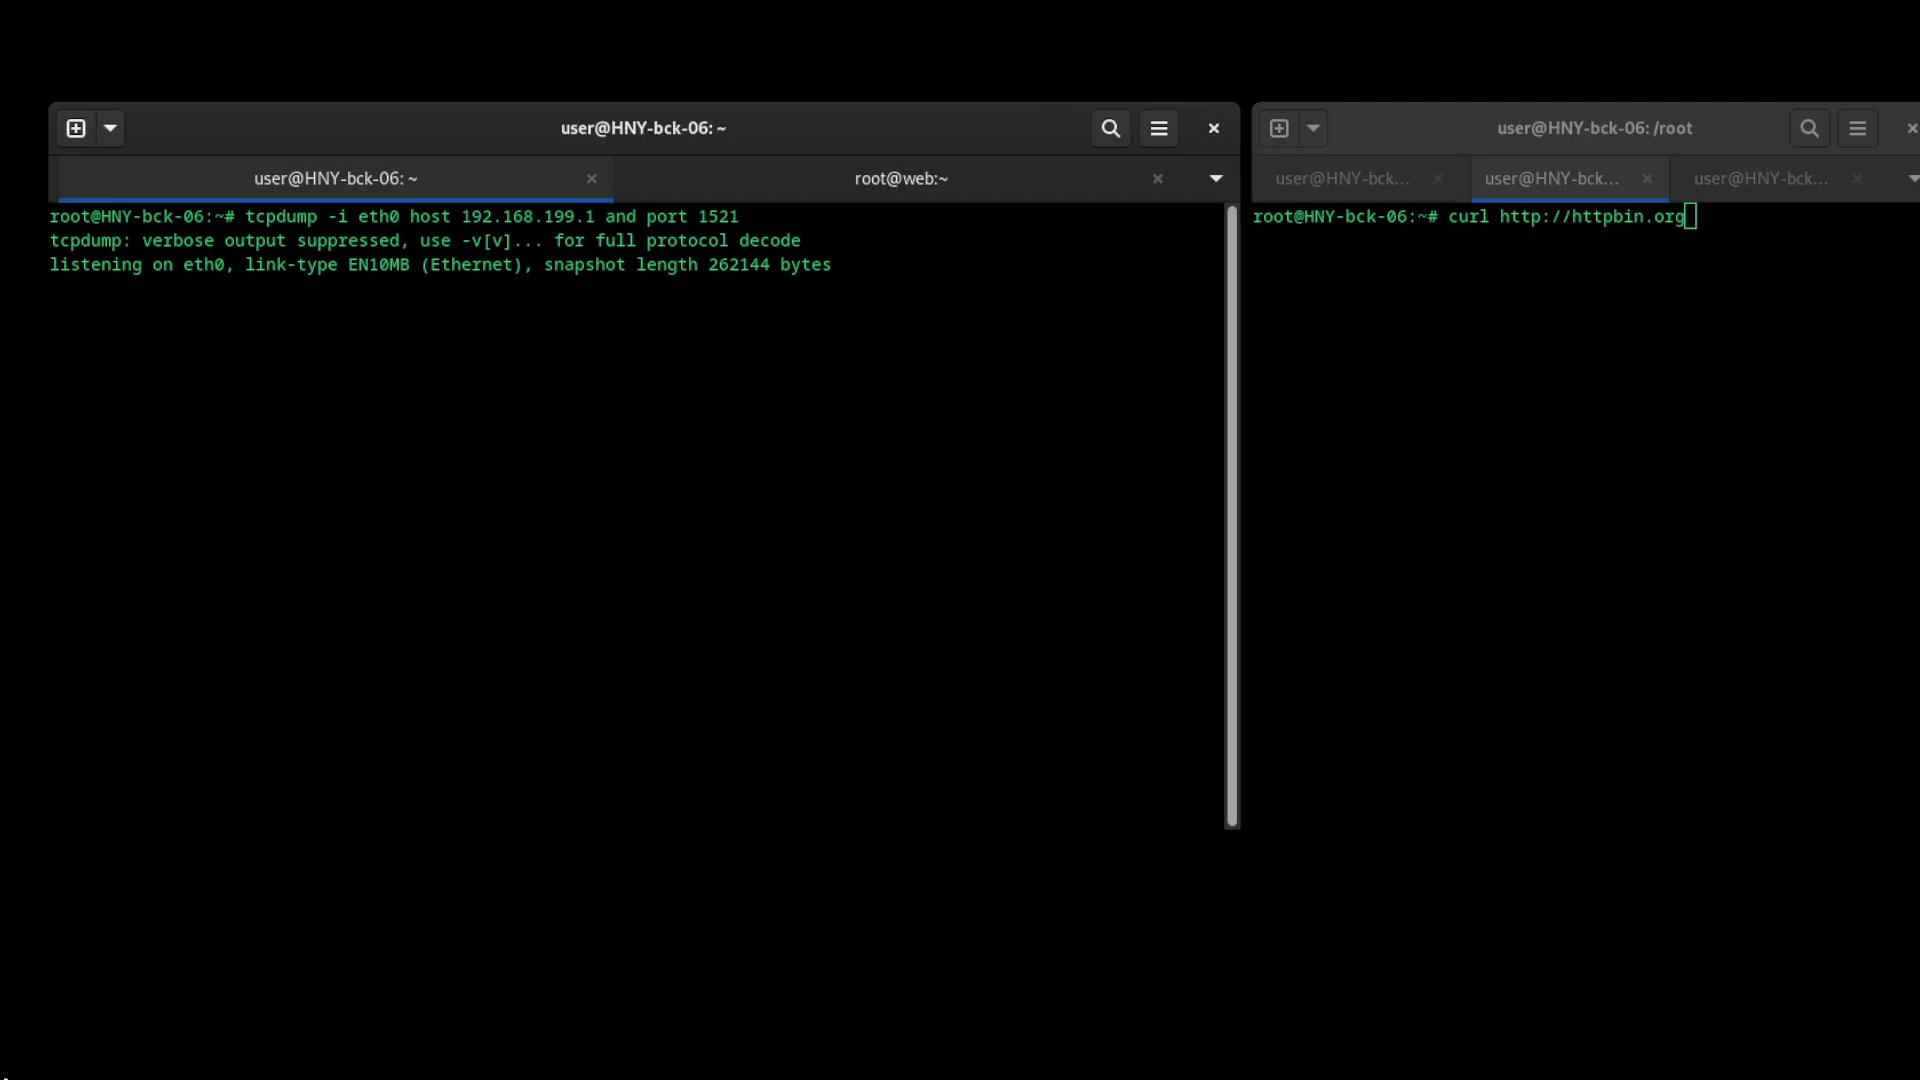 user@HNY-bck-06: ~
user@HNY-bck-06: ~
root@web:~
root@HNY-bck-06:~# tcpdump -i eth0 host 192.168.199.1 and port 1521
tcpdump: verbose output suppressed, use -v[v]... for full protocol decode
listening on eth0, link-type EN10MB (Ethernet), snapshot length 262144 bytes
user@HNY-bck-06: /root
user@HNY-bck...
user@HNY-bck...
user@HNY-bck...
root@HNY-bck-06:~# curl http://httpbin.org